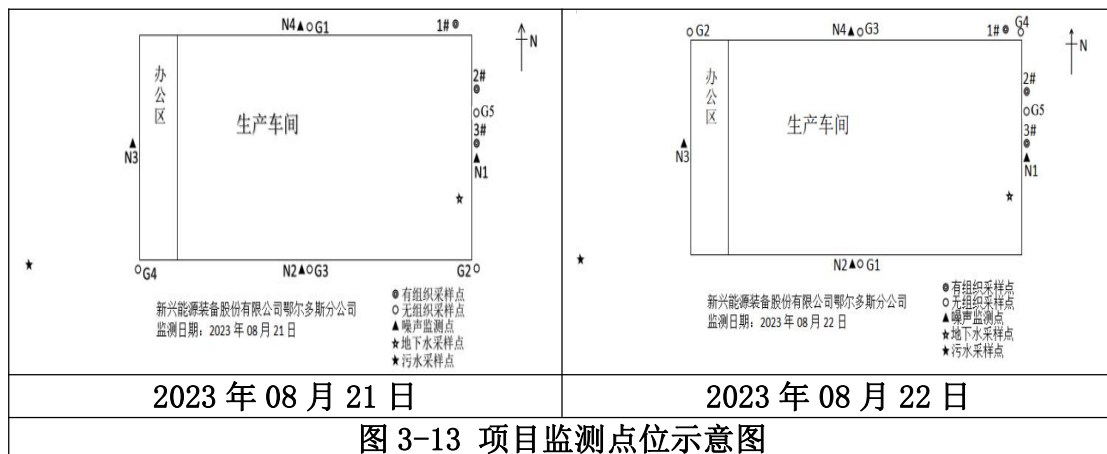 N4▲○G1
1#
N
办公区
2#
○G5
生产车间
3#
N3
N1
○G4
N2▲○G3
G2○
新兴能源装备股份有限公司鄂尔多斯分公司
监测日期：2023 年 08 月 21 日
有组织采样点
○无组织采样点
▲噪声监测点
☆地下水采样点
★污水采样点
○G2
N4▲○G3
1#
G4
N
办公区
2#
○G5
生产车间
3#
N3
N1
N2▲○G1
新兴能源装备股份有限公司鄂尔多斯分公司
监测日期：2023 年 08 月 22 日
有组织采样点
○无组织采样点
▲噪声监测点
☆地下水采样点
★污水采样点
2023 年 08 月 21 日
2023 年 08 月 22 日
图 3-13 项目监测点位示意图